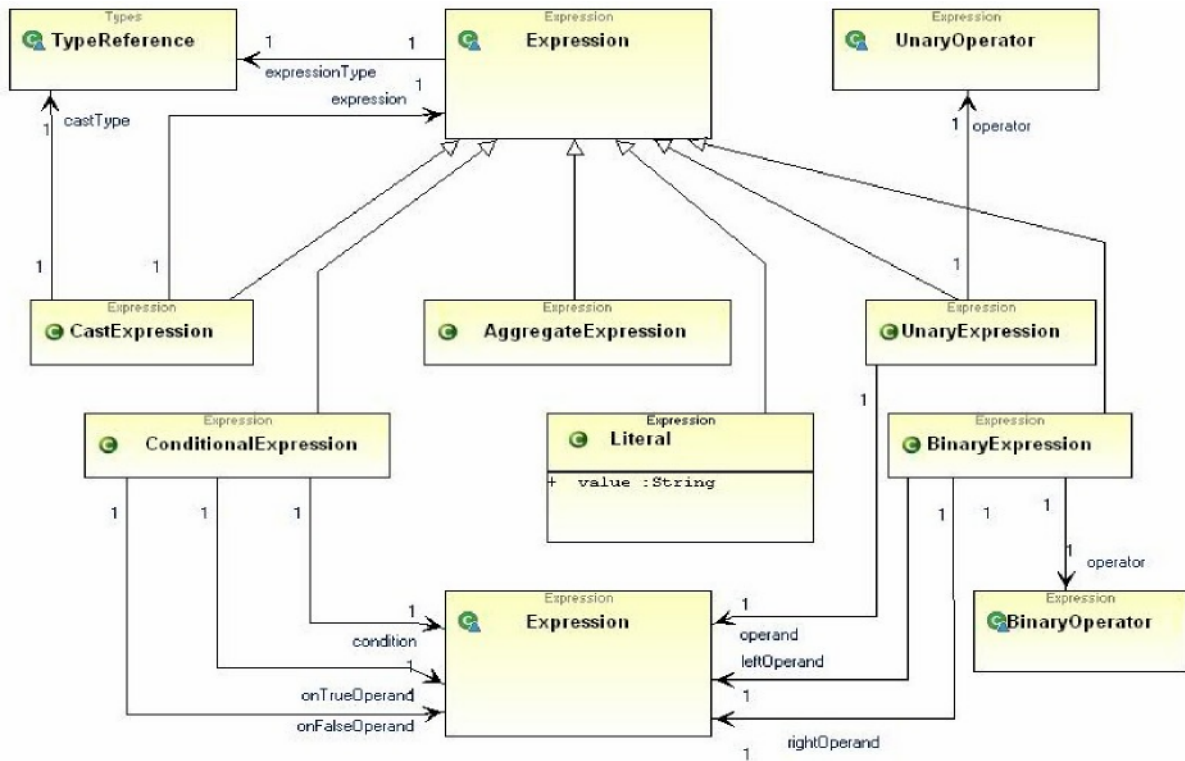 Types
TypeReference
Expression
Expression
Expression
UnaryOperator
1
1
expressionType
1
expression
1
castType
1
operator
1
1
1
Expression
CastExpression
Expression
AggregateExpression
Expression
UnaryExpression
1
Expression
ConditionalExpression
Expression
Literal
+ value :String
Expression
BinaryExpression
1
1
1
1
1
1
1
operator
Expression
BinaryOperator
Expression
Expression
1
condition
1
onTrueOperand
1
onFalseOperand
1
operand
leftOperand
1
rightOperand
1